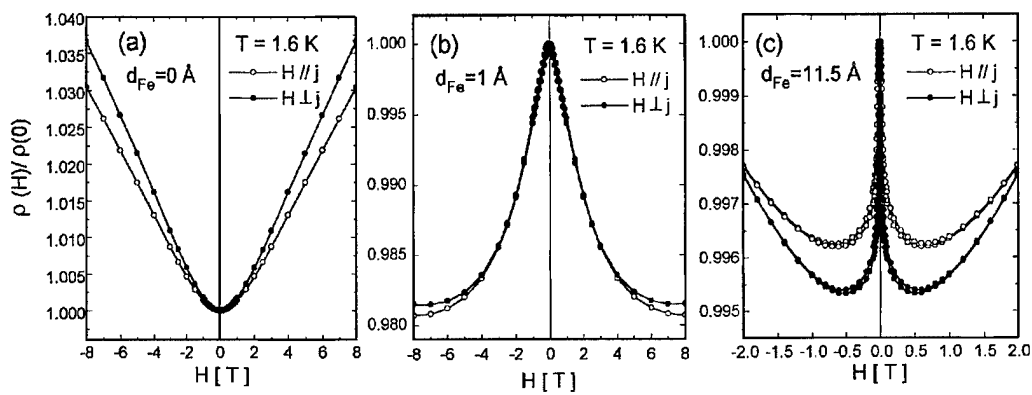 (a)
T = 1.6 K
d_Fe=0 Å
H // j
H ⊥ j
1.040
1.035
1.030
1.025
1.020
1.015
1.010
1.005
1.000
ρ (H)/ ρ(0)
-8 -6 -4 -2 0 2 4 6 8
H [ T ]
(b)
T = 1.6 K
d_Fe=1 Å
H // j
H ⊥ j
1.000
0.995
0.990
0.985
0.980
-8 -6 -4 -2 0 2 4 6 8
H [ T ]
(c)
T = 1.6 K
d_Fe=11.5 Å
H // j
H ⊥ j
1.000
0.999
0.998
0.997
0.996
0.995
-2.0 -1.5 -1.0 -0.5 0.0 0.5 1.0 1.5 2.0
H [ T ]